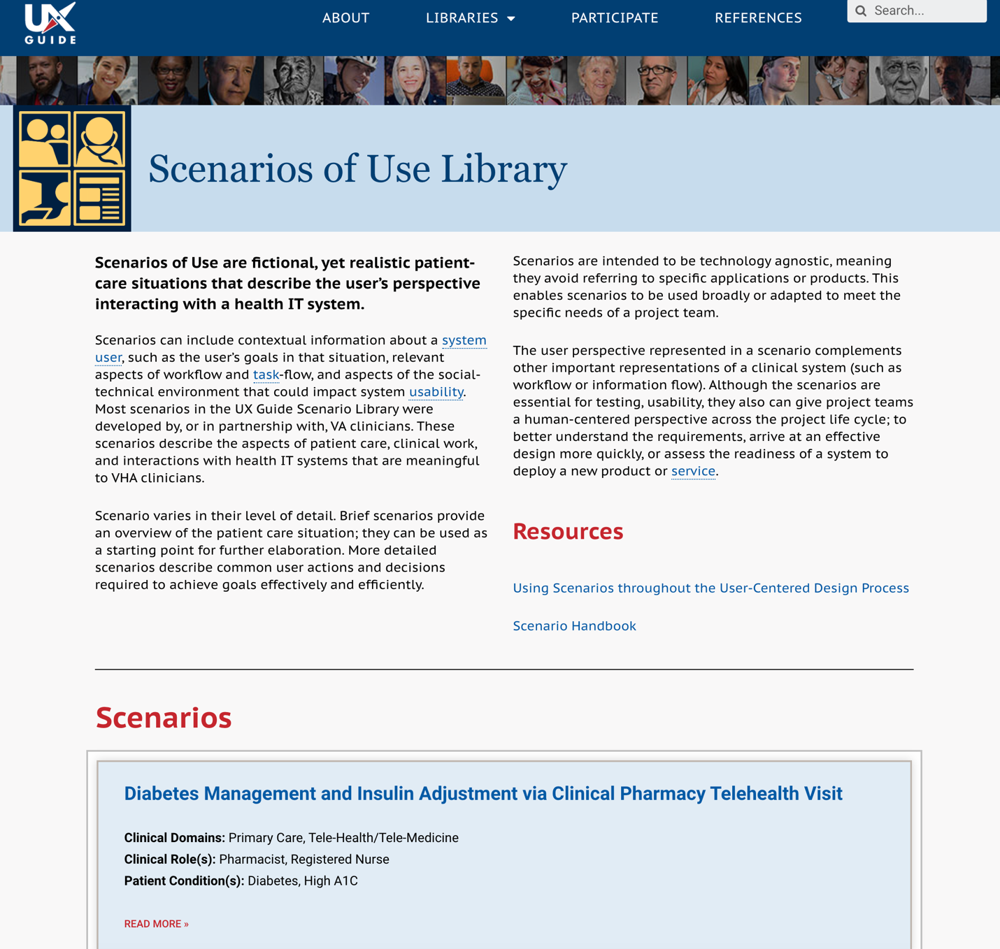 UX
GUIDE
ABOUT
LIBRARIES
PARTICIPATE
REFERENCES
Search...
Scenarios of Use Library
Scenarios of Use are fictional, yet realistic patient-
care situations that describe the user’s perspective
interacting with a health IT system.
Scenarios can include contextual information about a system
user, such as the user’s goals in that situation, relevant
aspects of workflow and task-flow, and aspects of the social-
technical environment that could impact system usability.
Most scenarios in the UX Guide Scenario Library were
developed by, or in partnership with, VA clinicians. These
scenarios describe the aspects of patient care, clinical work,
and interactions with health IT systems that are meaningful
to VHA clinicians.
Scenario varies in their level of detail. Brief scenarios provide
an overview of the patient care situation; they can be used as
a starting point for further elaboration. More detailed
scenarios describe common user actions and decisions
required to achieve goals effectively and efficiently.
Scenarios are intended to be technology agnostic, meaning
they avoid referring to specific applications or products. This
enables scenarios to be used broadly or adapted to meet the
specific needs of a project team.
The user perspective represented in a scenario complements
other important representations of a clinical system (such as
workflow or information flow). Although the scenarios are
essential for testing, usability, they also can give project teams
a human-centered perspective across the project life cycle; to
better understand the requirements, arrive at an effective
design more quickly, or assess the readiness of a system to
deploy a new product or service.
Resources
Using Scenarios throughout the User-Centered Design Process
Scenario Handbook
Scenarios
Diabetes Management and Insulin Adjustment via Clinical Pharmacy Telehealth Visit
Clinical Domains: Primary Care, Tele-Health/Tele-Medicine
Clinical Role(s): Pharmacist, Registered Nurse
Patient Condition(s): Diabetes, High A1C
READ MORE »